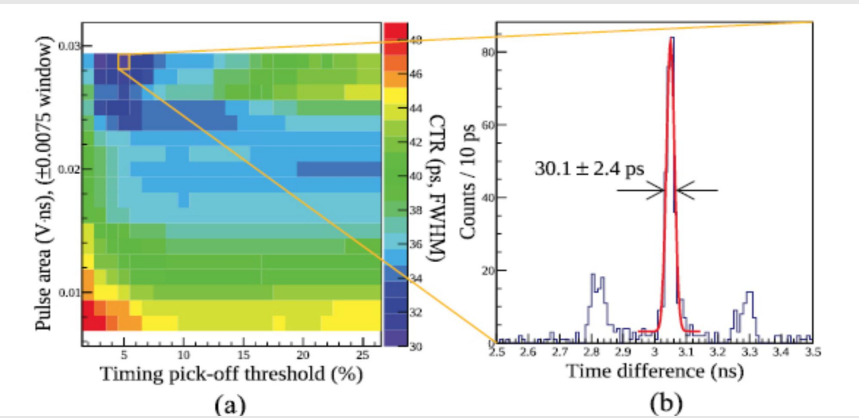 0.03
0.02
0.01
Pulse area (V·ns), (±0.0075 window)
5 10 15 20 25
Timing pick-off threshold (%)
(a)
48
46
44
42
40
38
36
34
32
30
CTR (ps, FWHM)
80
60
40
20
0
Counts / 10 ps
30.1 ± 2.4 ps
2.5 2.6 2.7 2.8 2.9 3 3.1 3.2 3.3 3.4 3.5
Time difference (ns)
(b)